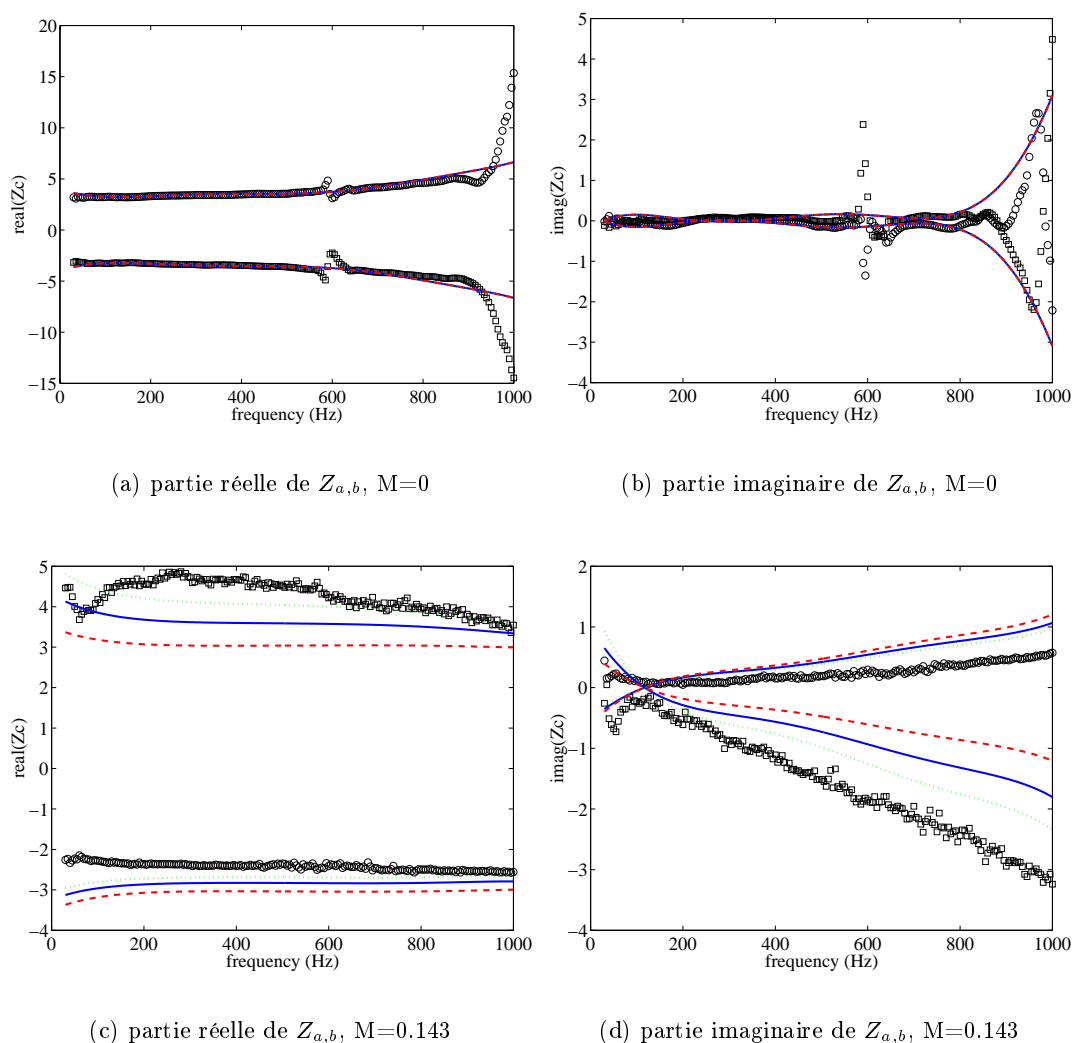 20
15
10
5
0
−5
−10
−15
real(Zc)
0 200 400 600 800 1000
frequency (Hz)
(a) partie réelle de Z_{a,b}, M=0
5
4
3
2
1
0
−1
−2
−3
−4
imag(Zc)
0 200 400 600 800 1000
frequency (Hz)
(b) partie imaginaire de Z_{a,b}, M=0
5
4
3
2
1
0
−1
−2
−3
−4
real(Zc)
0 200 400 600 800 1000
frequency (Hz)
(c) partie réelle de Z_{a,b}, M=0.143
2
1
0
−1
−2
−3
−4
imag(Zc)
0 200 400 600 800 1000
frequency (Hz)
(d) partie imaginaire de Z_{a,b}, M=0.143